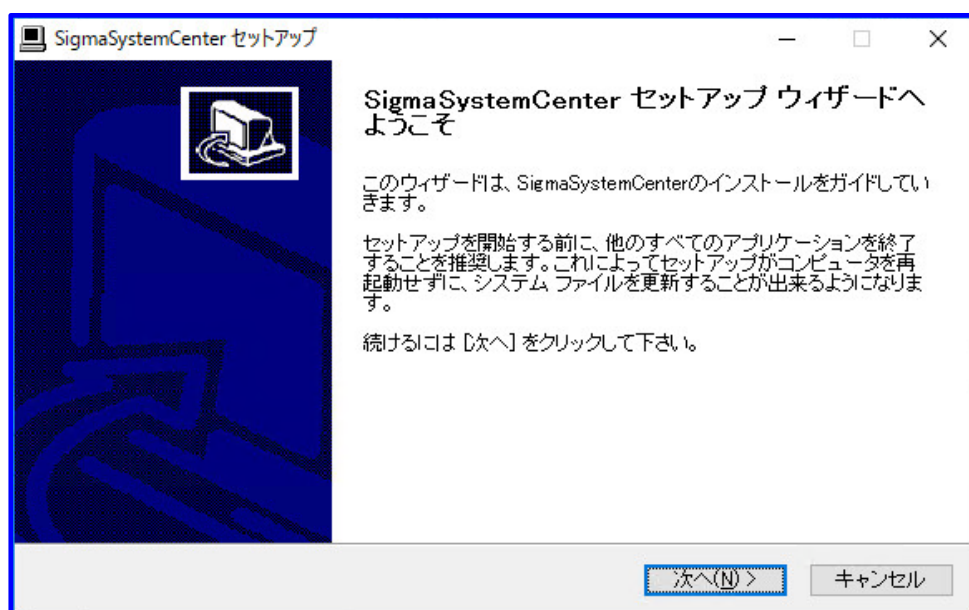 SigmaSystemCenter セットアップ
SigmaSystemCenter セットアップ ウィザードへ
ようこそ
このウィザードは、SigmaSystemCenterのインストールをガイドしてい
きます。
セットアップを開始する前に、他のすべてのアプリケーションを終了
することを推奨します。これによってセットアップがコンピュータを再
起動せずに、システム ファイルを更新することが出来るようになりま
す。
続けるには [次へ] をクリックして下さい。
次へ(N) >
キャンセル